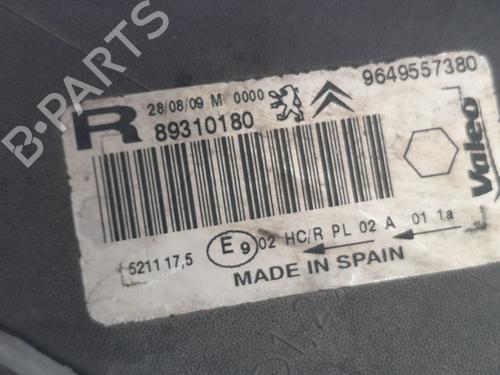 R
28/08/09 M 0000
9649557380
89310180
Valeo
5211 17,5
E9 02 HC/R PL 02 A 01 1a
MADE IN SPAIN
B-PARTS